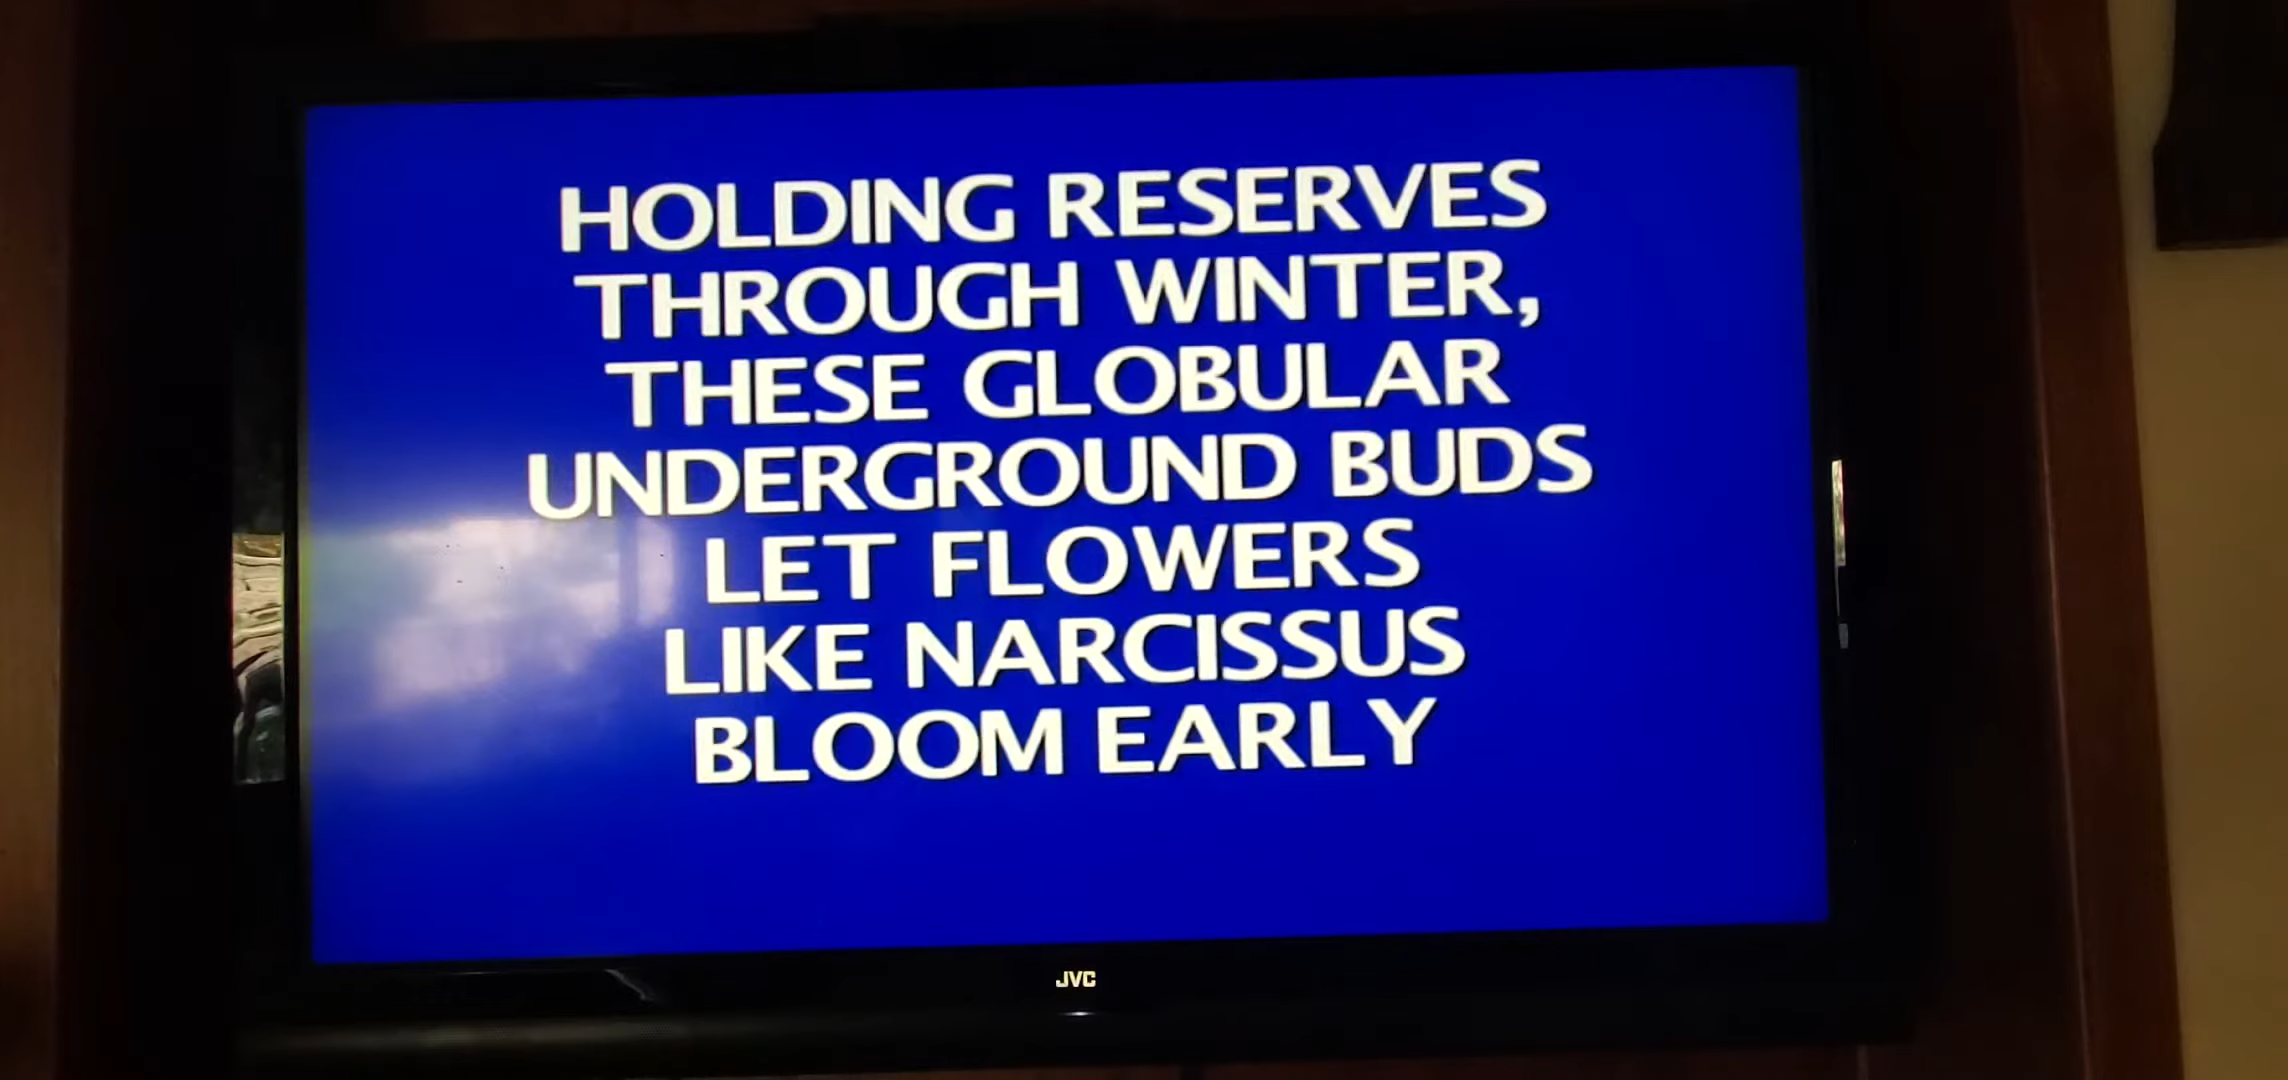 HOLDING RESERVES
THROUGH WINTER,
THESE GLOBULAR
UNDERGROUND BUDS
LET FLOWERS
LIKE NARCISSUS
BLOOM EARLY
JVC